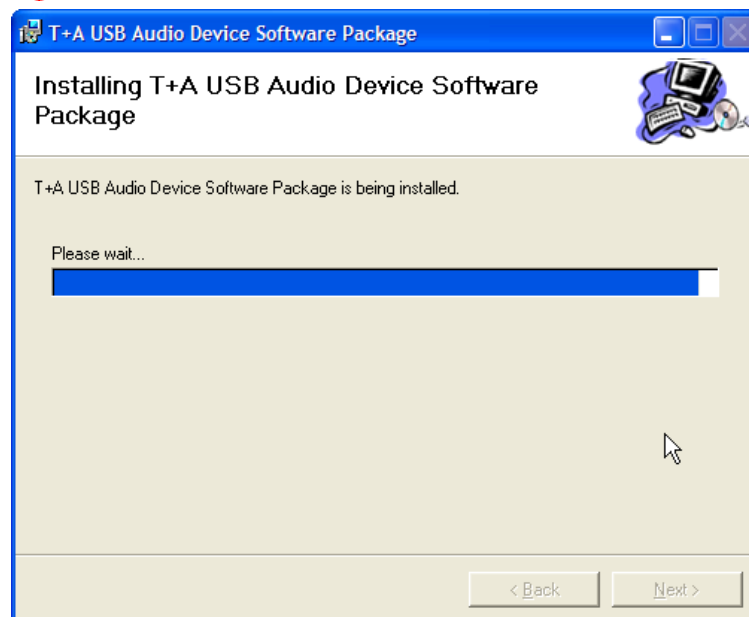 T+A USB Audio Device Software Package
Installing T+A USB Audio Device Software
Package
T+A USB Audio Device Software Package is being installed.
Please wait...
< Back
Next >